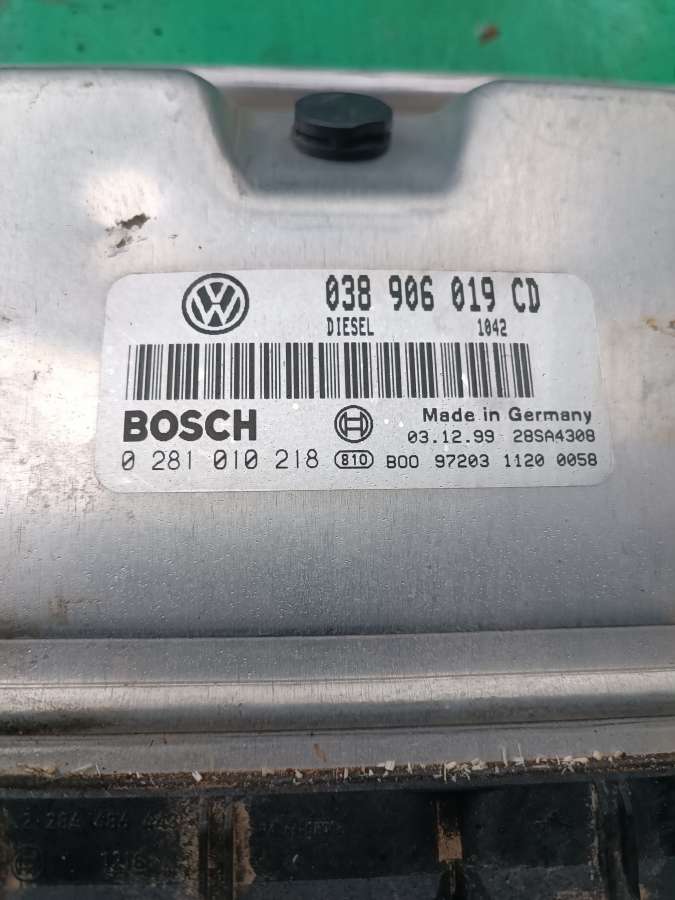 038 906 019 CD
DIESEL 1042
BOSCH Made in Germany
03.12.99 28SA4308
0 281 010 218 810 B00 97203 1120 0058